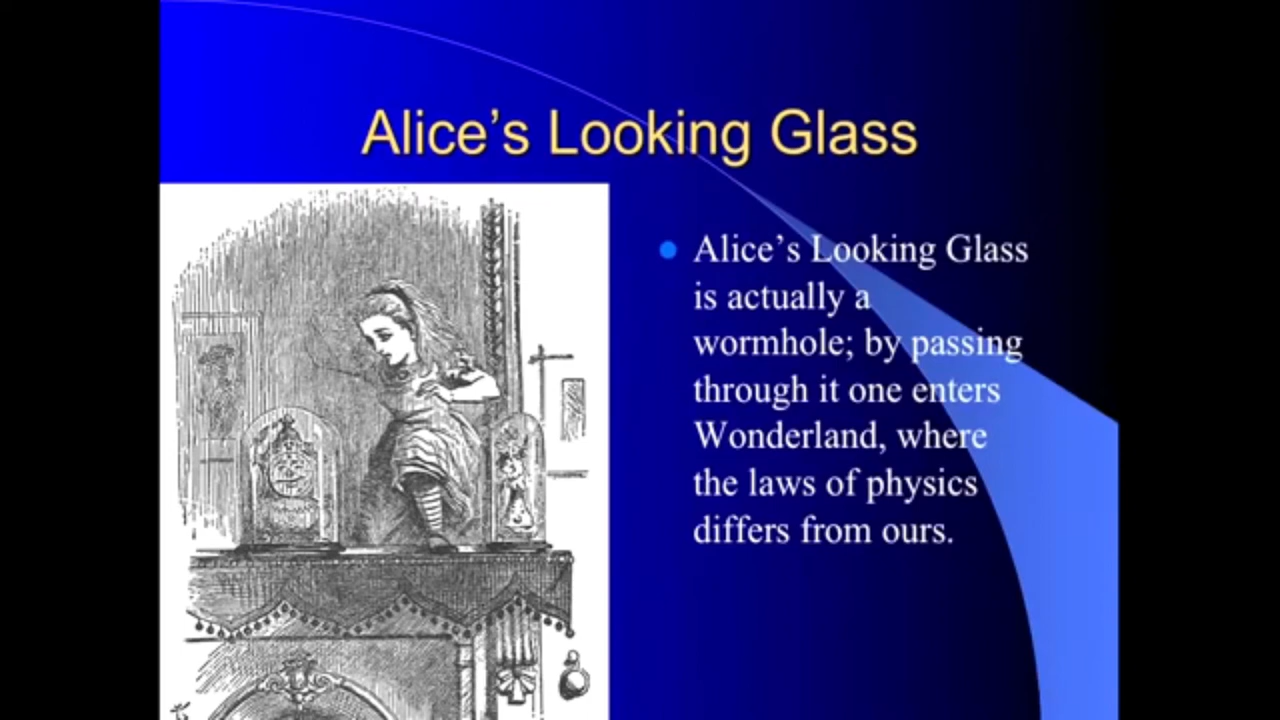 Alice’s Looking Glass
Alice’s Looking Glass
is actually a
wormhole; by passing
through it one enters
Wonderland, where
the laws of physics
differs from ours.